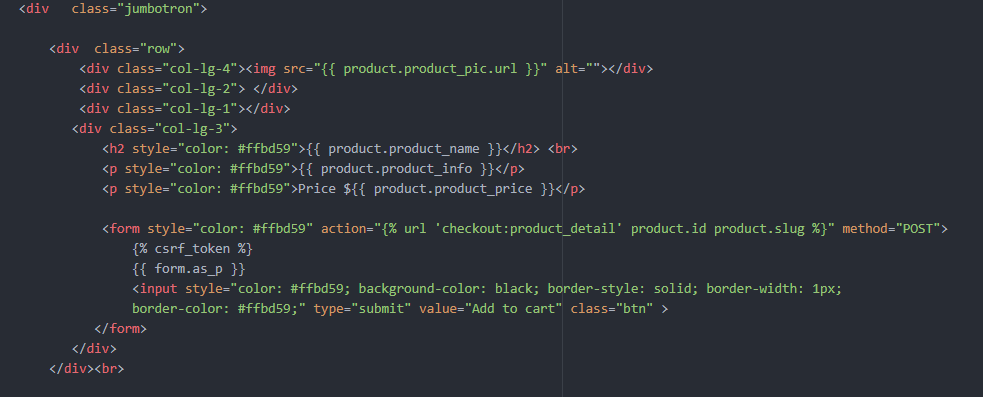 <div   class="jumbotron">
<div  class="row">
<div class="col-lg-4"><img src="{{ product.product_pic.url }}" alt=""></div>
<div class="col-lg-2"> </div>
<div class="col-lg-1"></div>
<div class="col-lg-3">
<h2 style="color: #ffbd59">{{ product.product_name }}</h2> <br>
<p style="color: #ffbd59">{{ product.product_info }}</p>
<p style="color: #ffbd59">Price ${{ product.product_price }}</p>
<form style="color: #ffbd59" action="{% url 'checkout:product_detail' product.id product.slug %}" method="POST">
{% csrf_token %}
{{ form.as_p }}
<input style="color: #ffbd59; background-color: black; border-style: solid; border-width: 1px;
border-color: #ffbd59;" type="submit" value="Add to cart" class="btn" >
</form>
</div>
</div><br>